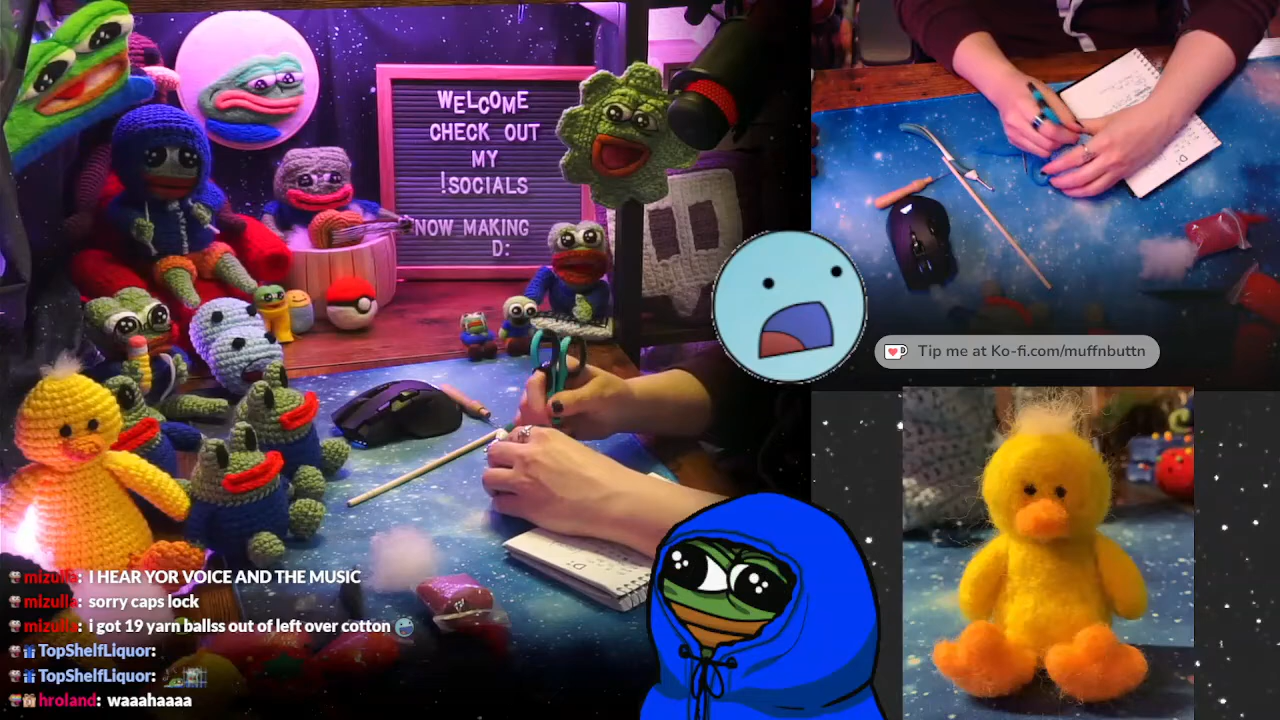 WELCOME
CHECK OUT
MY
!SOCIALS
NOW MAKING
D:
Tip me at Ko-fi.com/muffnbuttn
mizulla: I HEAR YOR VOICE AND THE MUSIC
mizulla: sorry caps lock
mizulla: i got 19 yarn ballss out of left over cotton
TopShelfLiquor:
TopShelfLiquor:
hroland: waaahaaaa